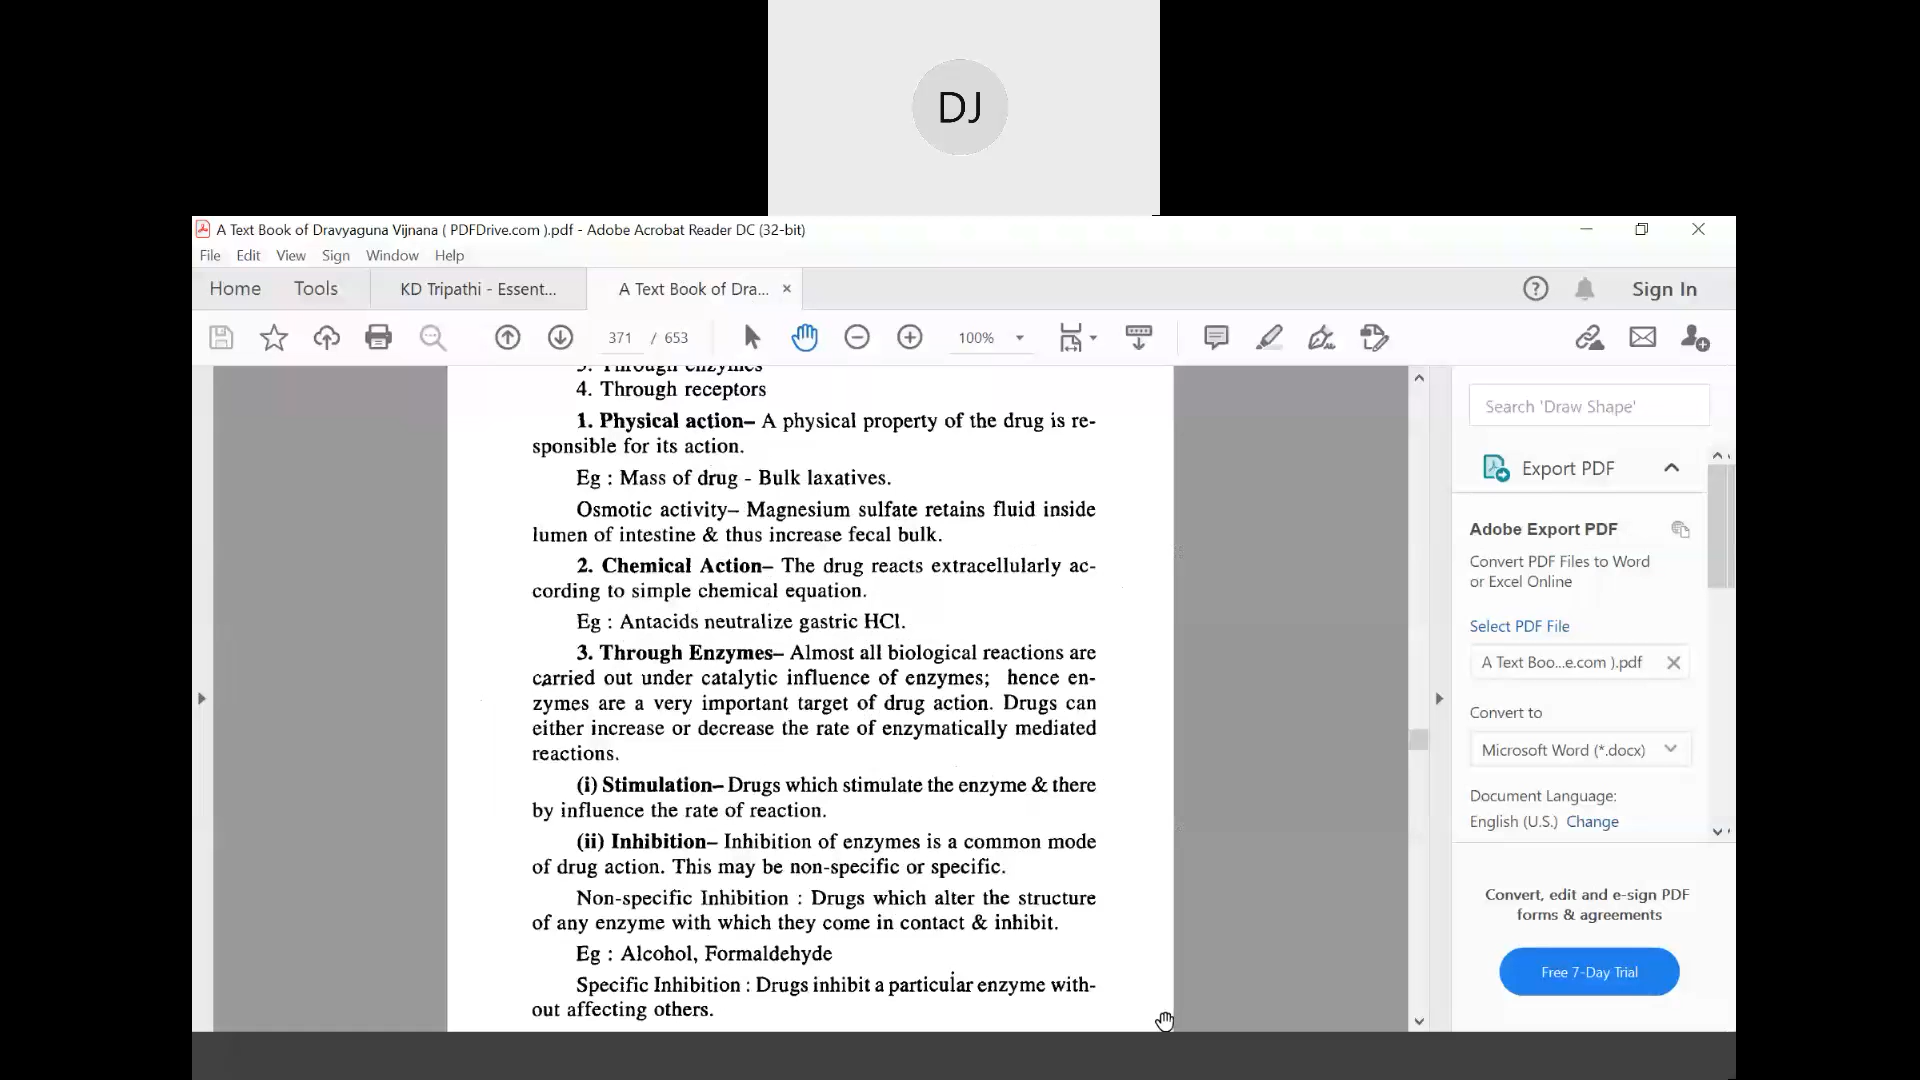 DJ
A Text Book of Dravyaguna Vijnana ( PDFDrive.com ).pdf - Adobe Acrobat Reader DC (32-bit)
File Edit View Sign Window Help
Home Tools KD Tripathi - Essent... A Text Book of Dra... × Sign In
371 / 653 100%
3. Through enzymes
4. Through receptors
1. Physical action– A physical property of the drug is re-
sponsible for its action.
Eg : Mass of drug - Bulk laxatives.
Osmotic activity– Magnesium sulfate retains fluid inside
lumen of intestine & thus increase fecal bulk.
2. Chemical Action– The drug reacts extracellularly ac-
cording to simple chemical equation.
Eg : Antacids neutralize gastric HCl.
3. Through Enzymes– Almost all biological reactions are
carried out under catalytic influence of enzymes; hence en-
zymes are a very important target of drug action. Drugs can
either increase or decrease the rate of enzymatically mediated
reactions.
(i) Stimulation– Drugs which stimulate the enzyme & there
by influence the rate of reaction.
(ii) Inhibition– Inhibition of enzymes is a common mode
of drug action. This may be non-specific or specific.
Non-specific Inhibition : Drugs which alter the structure
of any enzyme with which they come in contact & inhibit.
Eg : Alcohol, Formaldehyde
Specific Inhibition : Drugs inhibit a particular enzyme with-
out affecting others.
Search 'Draw Shape'
Export PDF
Adobe Export PDF
Convert PDF Files to Word
or Excel Online
Select PDF File
A Text Boo...e.com ).pdf
Convert to
Microsoft Word (*.docx)
Document Language:
English (U.S.) Change
Convert, edit and e-sign PDF
forms & agreements
Free 7-Day Trial